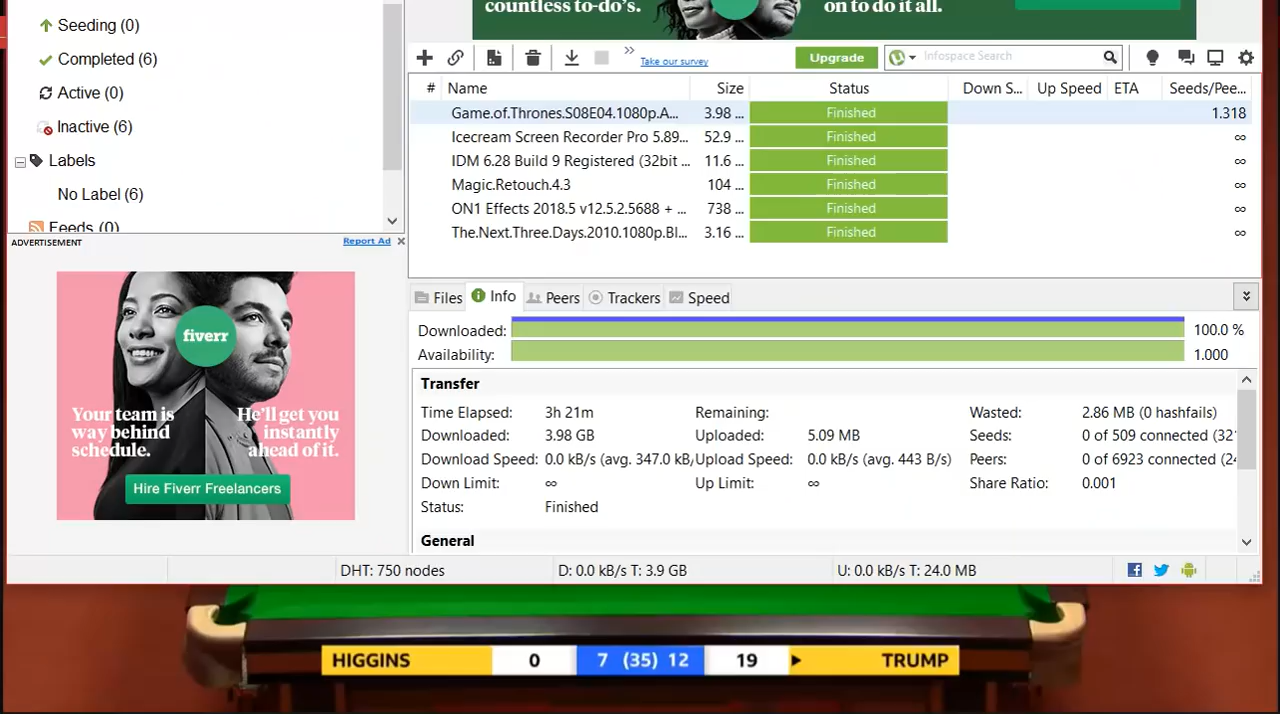 countless to-do's.
on to do it all.
Seeding (0)
Completed (6)
Active (0)
Inactive (6)
Labels
No Label (6)
Feeds (0)
Take our survey
Upgrade
Infospace Search
# Name Size Status Down S... Up Speed ETA Seeds/Pee...
Game.of.Thrones.S08E04.1080p.A... 3.98 ... Finished 1.318
Icecream Screen Recorder Pro 5.89... 52.9 ... Finished ∞
IDM 6.28 Build 9 Registered (32bit ... 11.6 ... Finished ∞
Magic.Retouch.4.3 104 ... Finished ∞
ON1 Effects 2018.5 v12.5.2.5688 + ... 738 ... Finished ∞
The.Next.Three.Days.2010.1080p.Bl... 3.16 ... Finished ∞
ADVERTISEMENT Report Ad
fiverr
Your team is
way behind
schedule.
He'll get you
instantly
ahead of it.
Hire Fiverr Freelancers
Files Info Peers Trackers Speed
Downloaded: 100.0 %
Availability: 1.000
Transfer
Time Elapsed: 3h 21m Remaining: Wasted: 2.86 MB (0 hashfails)
Downloaded: 3.98 GB Uploaded: 5.09 MB Seeds: 0 of 509 connected (32
Download Speed: 0.0 kB/s (avg. 347.0 kB/ Upload Speed: 0.0 kB/s (avg. 443 B/s) Peers: 0 of 6923 connected (24
Down Limit: ∞ Up Limit: ∞ Share Ratio: 0.001
Status: Finished
General
DHT: 750 nodes D: 0.0 kB/s T: 3.9 GB U: 0.0 kB/s T: 24.0 MB
HIGGINS 0 7 (35) 12 19 TRUMP